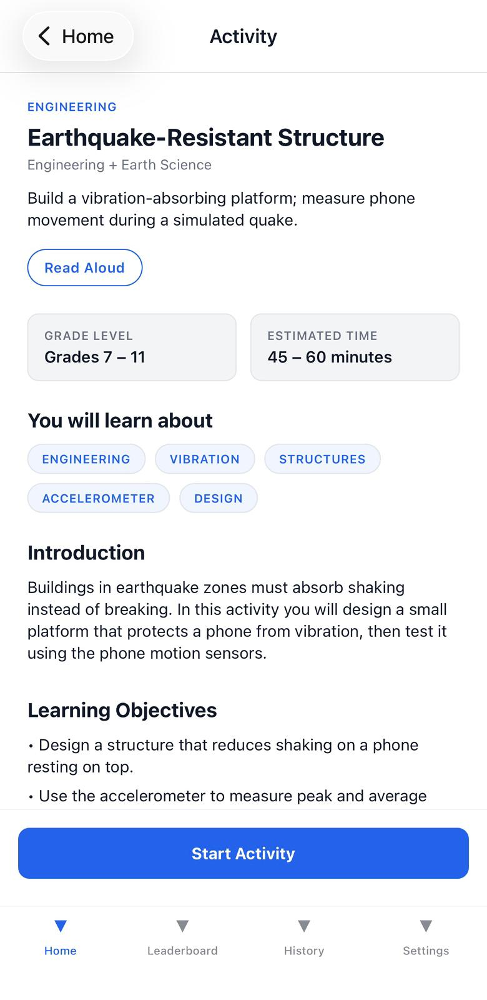 Home
Activity
ENGINEERING
Earthquake-Resistant Structure
Engineering + Earth Science
Build a vibration-absorbing platform; measure phone
movement during a simulated quake.
Read Aloud
GRADE LEVEL
Grades 7 – 11
ESTIMATED TIME
45 – 60 minutes
You will learn about
ENGINEERING
VIBRATION
STRUCTURES
ACCELEROMETER
DESIGN
Introduction
Buildings in earthquake zones must absorb shaking
instead of breaking. In this activity you will design a small
platform that protects a phone from vibration, then test it
using the phone motion sensors.
Learning Objectives
• Design a structure that reduces shaking on a phone
resting on top.
• Use the accelerometer to measure peak and average
Start Activity
Home
Leaderboard
History
Settings